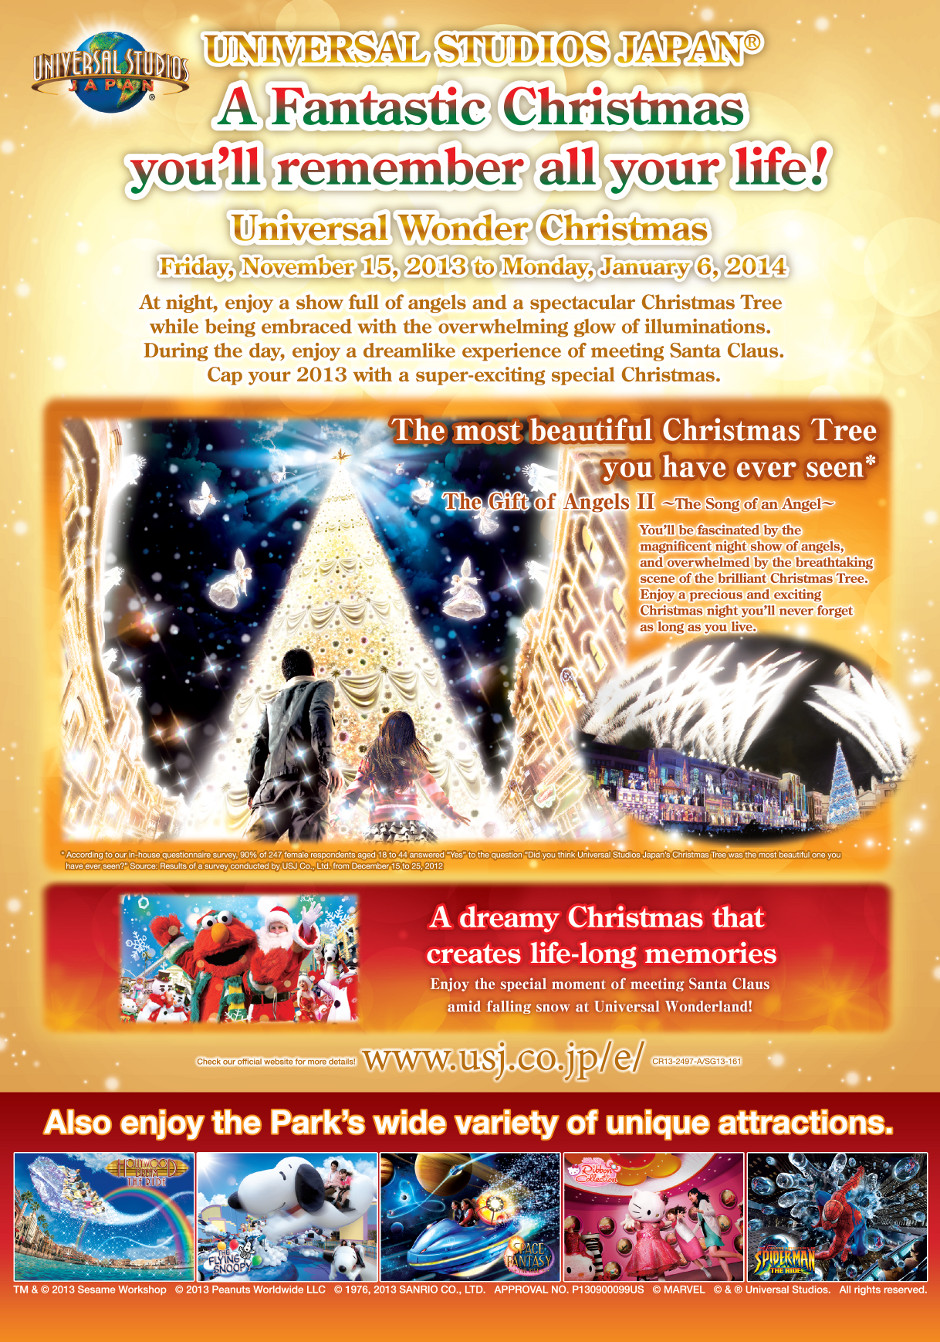 UNIVERSAL STUDIOS
JAPAN®
UNIVERSAL STUDIOS JAPAN®
A Fantastic Christmas
you'll remember all your life!
Universal Wonder Christmas
Friday, November 15, 2013 to Monday, January 6, 2014
At night, enjoy a show full of angels and a spectacular Christmas Tree
while being embraced with the overwhelming glow of illuminations.
During the day, enjoy a dreamlike experience of meeting Santa Claus.
Cap your 2013 with a super-exciting special Christmas.
The most beautiful Christmas Tree
you have ever seen*
The Gift of Angels II ~The Song of an Angel~
You'll be fascinated by the
magnificent night show of angels,
and overwhelmed by the breathtaking
scene of the brilliant Christmas Tree.
Enjoy a precious and exciting
Christmas night you'll never forget
as long as you live.
* According to our in-house questionnaire survey, 90% of 247 female respondents aged 18 to 44 answered "Yes" to the question "Did you think Universal Studios Japan's Christmas Tree was the most beautiful one you
have ever seen?" Source: Results of a survey conducted by USJ Co., Ltd. from December 15 to 25, 2012
A dreamy Christmas that
creates life-long memories
Enjoy the special moment of meeting Santa Claus
amid falling snow at Universal Wonderland!
Check our official website for more details! www.usj.co.jp/e/ CR13-2497-A/SG13-161
Also enjoy the Park's wide variety of unique attractions.
HOLLYWOOD
DREAM
THE RIDE
THE
FLYING
SNOOPY
SPACE
FANTASY
Ribbon
Collection
SPIDERMAN
THE RIDE
TM & © 2013 Sesame Workshop © 2013 Peanuts Worldwide LLC © 1976, 2013 SANRIO CO., LTD. APPROVAL NO. P130900099US © MARVEL © & ® Universal Studios. All rights reserved.